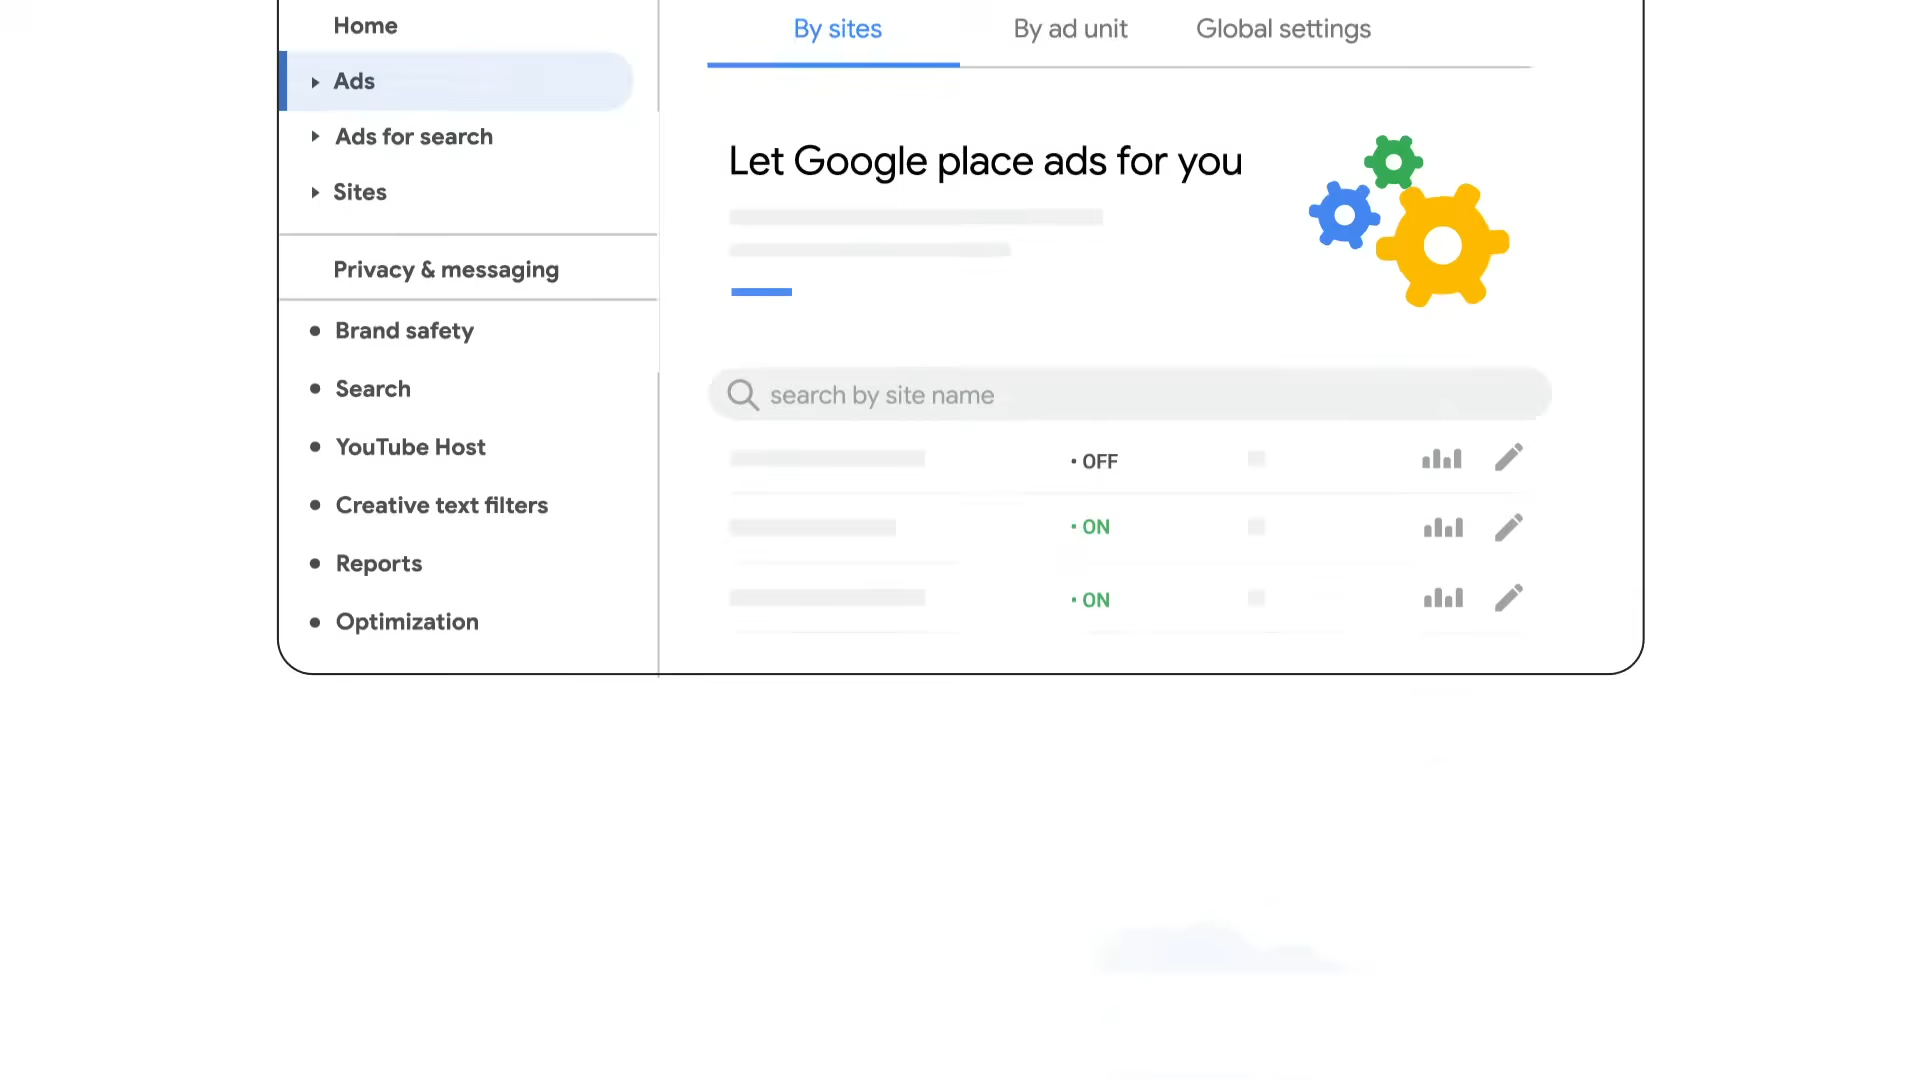 Home
Ads
Ads for search
Sites
Privacy & messaging
Brand safety
Search
YouTube Host
Creative text filters
Reports
Optimization
By sites
By ad unit
Global settings
Let Google place ads for you
search by site name
OFF
ON
ON